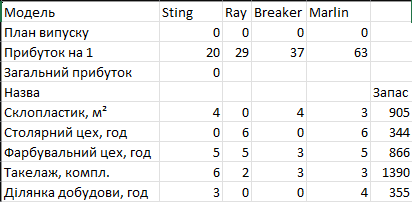 Модель Sting Ray Breaker Marlin
План випуску 0 0 0 0
Прибуток на 1 20 29 37 63
Загальний прибуток 0
Назва Запас
Склопластик, м² 4 0 4 3 905
Столярний цех, год 0 6 6 6 344
Фарбувальний цех, год 5 5 3 5 866
Такелаж, компл. 6 2 3 3 1390
Ділянка добудови, год 3 0 0 4 355